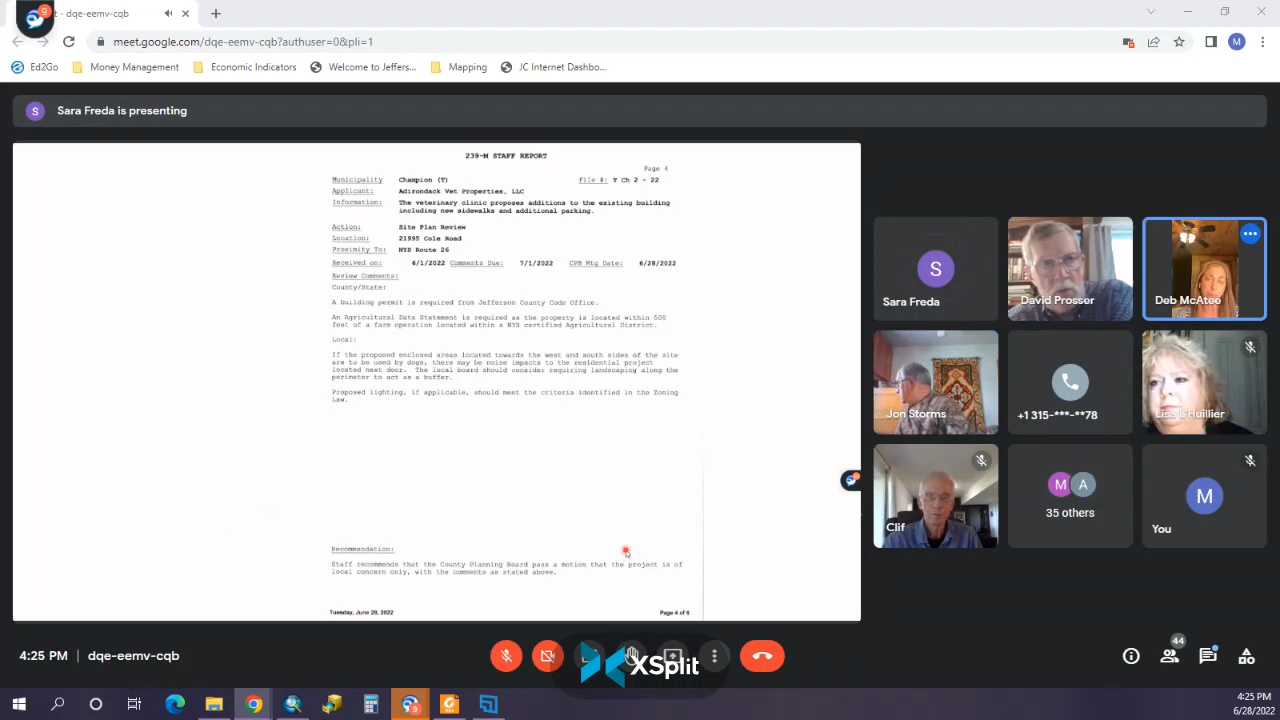 9
- dqe-eemv-cqb
meet.google.com/dqe-eemv-cqb?authuser=0&pli=1
M
Ed2Go
Money Management
Economic Indicators
Welcome to Jeffers...
Mapping
JC Internet Dashbo...
S
Sara Freda is presenting
239-M STAFF REPORT
Page 4
Municipality Champion (T) File #: T Ch 2 - 22
Applicant: Adirondack Vet Properties, LLC
Information: The veterinary clinic proposes additions to the existing building
including new sidewalks and additional parking.
Action: Site Plan Review
Location: 21995 Cole Road
Proximity To: NYS Route 26
Received on: 6/1/2022 Comments Due: 7/1/2022 CPB Mtg Date: 6/28/2022
Review Comments:
County/State:
A building permit is required from Jefferson County Code Office.
An Agricultural Data Statement is required as the property is located within 500
feet of a farm operation located within a NYS certified Agricultural District.
Local:
If the proposed enclosed areas located towards the west and south sides of the site
are to be used by dogs, there may be noise impacts to the residential project
located next door. The local board should consider requiring landscaping along the
perimeter to act as a buffer.
Proposed lighting, if applicable, should meet the criteria identified in the Zoning
Law.
Recommendation:
Staff recommends that the County Planning Board pass a motion that the project is of
local concern only, with the comments as stated above.
Tuesday, June 28, 2022
Page 4 of 6
S
Sara Freda
David Prosser
Deb McAtee
Jon Storms
+1 315-***-**78
Lisa L'Huillier
Clif
M A
35 others
M
You
4:25 PM | dqe-eemv-cqb
XSplit
44
9
4:25 PM
6/28/2022